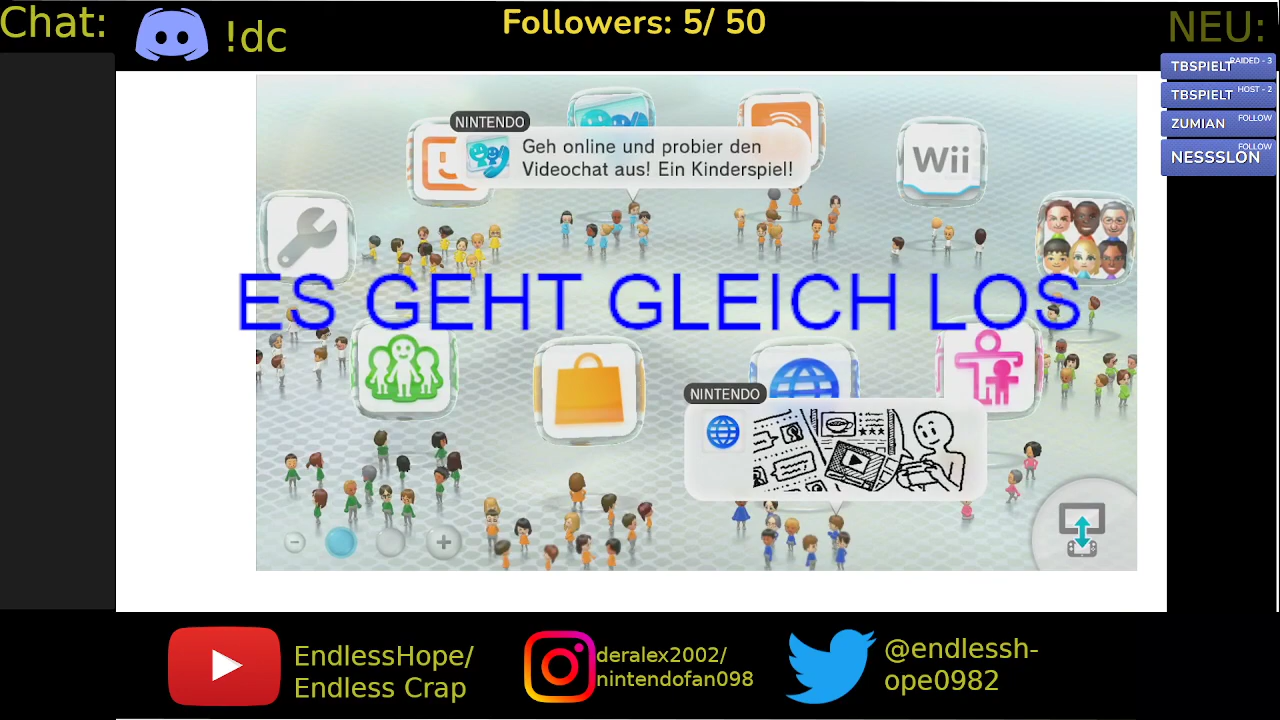 Chat:
!dc
Followers: 5/ 50
NEU:
TBSPIELT
RAIDED - 3
TBSPIELT
HOST - 2
ZUMIAN
FOLLOW
NESSSLON
FOLLOW
NINTENDO
Geh online und probier den
Videochat aus! Ein Kinderspiel!
Wii
ES GEHT GLEICH LOS
NINTENDO
EndlessHope/
Endless Crap
deralex2002/
nintendofan098
@endlessh-
ope0982